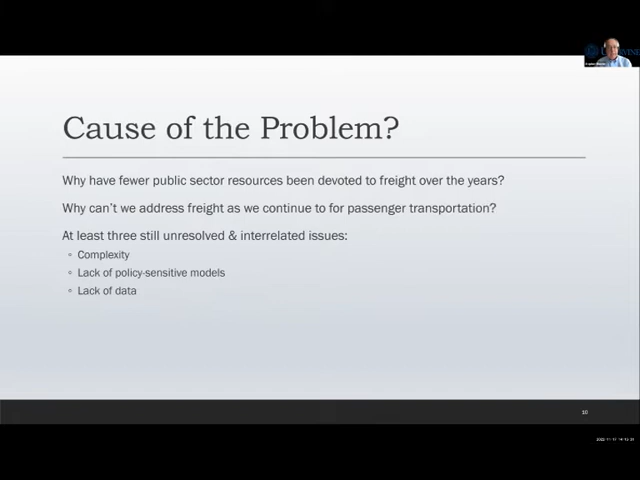 Cause of the Problem?
Why have fewer public sector resources been devoted to freight over the years?
Why can't we address freight as we continue to for passenger transportation?
At least three still unresolved & interrelated issues:
Complexity
Lack of policy-sensitive models
Lack of data
10